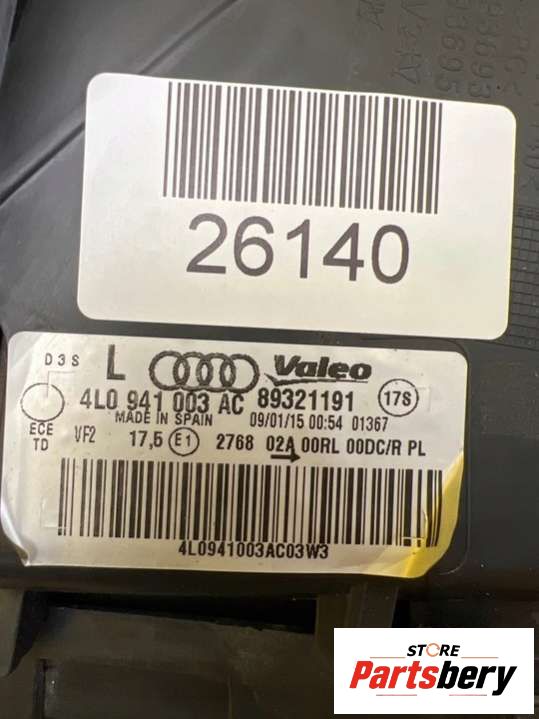 26140
D3S
L Valeo
4L0 941 003 AC 89321191 17S
MADE IN SPAIN 09/01/15 00:54 01367
ECE
TD
VF2 17,5 E1 2768 02A 00RL 00DC/R PL
4L0941003AC03W3
STORE
Partsbery